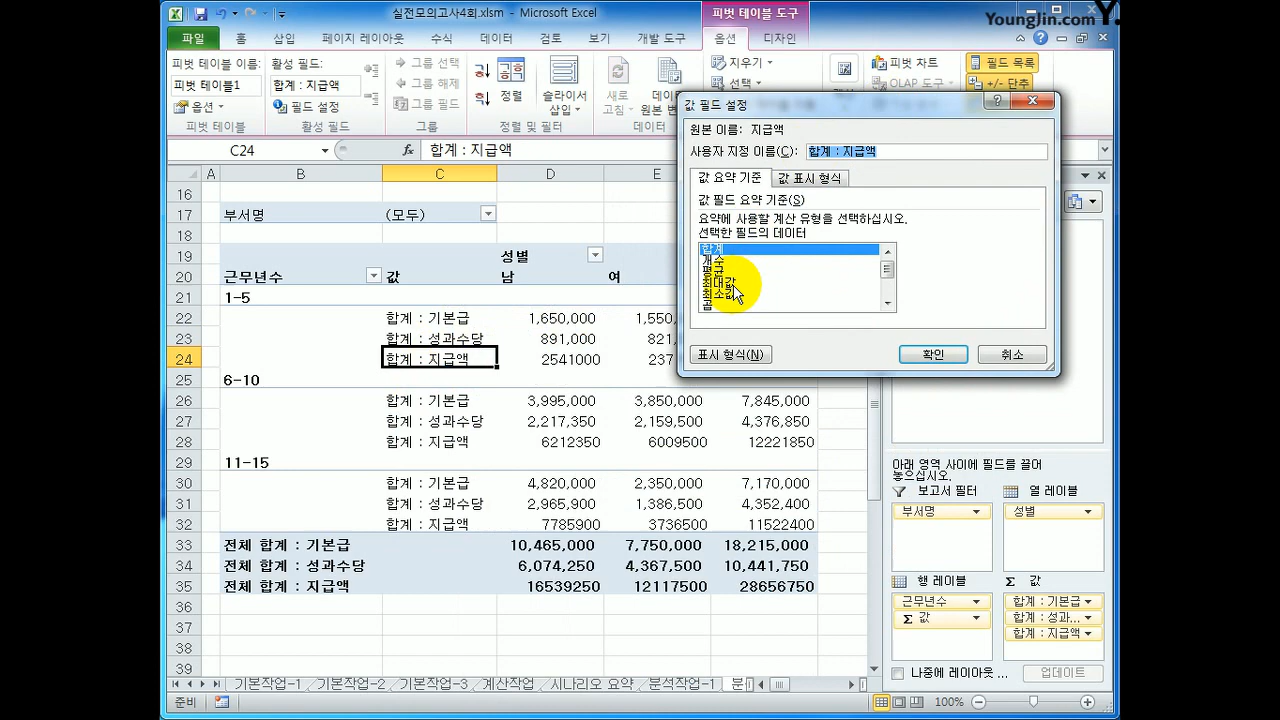 실전모의고사4회.xlsm - Microsoft Excel
피벗 테이블 도구
YoungJin.com Y.
파일 홈 삽입 페이지 레이아웃 수식 데이터 검토 보기 개발 도구 옵션 디자인
피벗 테이블 이름: 활성 필드:
피벗 테이블1 합계 : 지급액
옵션 필드 설정
그룹 선택
그룹 해제
그룹 필드
정렬 슬라이서 삽입 새로 고침
지우기
선택
피벗 차트
OLAP 도구
필드 목록
+/- 단추
피벗 테이블 활성 필드 그룹 정렬 및 필터 데이터
C24 fx 합계 : 지급액
A B C D E
16
17 부서명 (모두)
18
19 성별
20 근무년수 값 남 여
21 1-5
22 합계 : 기본급 1,650,000
23 합계 : 성과수당 891,000
24 합계 : 지급액 2541000
25 6-10
26 합계 : 기본급 3,995,000 3,850,000 7,845,000
27 합계 : 성과수당 2,217,350 2,159,500 4,376,850
28 합계 : 지급액 6212350 6009500 12221850
29 11-15
30 합계 : 기본급 4,820,000 2,350,000 7,170,000
31 합계 : 성과수당 2,965,900 1,386,500 4,352,400
32 합계 : 지급액 7785900 3736500 11522400
33 전체 합계 : 기본급 10,465,000 7,750,000 18,215,000
34 전체 합계 : 성과수당 6,074,250 4,367,500 10,441,750
35 전체 합계 : 지급액 16539250 12117500 28656750
36
37
38
39
값 필드 설정
원본 이름: 지급액
사용자 지정 이름(C): 합계 : 지급액
값 요약 기준 값 표시 형식
값 필드 요약 기준(S)
요약에 사용할 계산 유형을 선택하십시오.
선택한 필드의 데이터
합계
개수
평균
최대값
최소값
곱
표시 형식(N) 확인 취소
아래 영역 사이에 필드를 끌어
놓으십시오.
보고서 필터 열 레이블
부서명 성별
행 레이블 Σ 값
근무년수 합계 : 기본급
Σ 값 합계 : 성과...
합계 : 지급액
나중에 레이아웃 ... 업데이트
기본작업-1 기본작업-2 기본작업-3 계산작업 시나리오 요약 분석작업-1
준비 100%